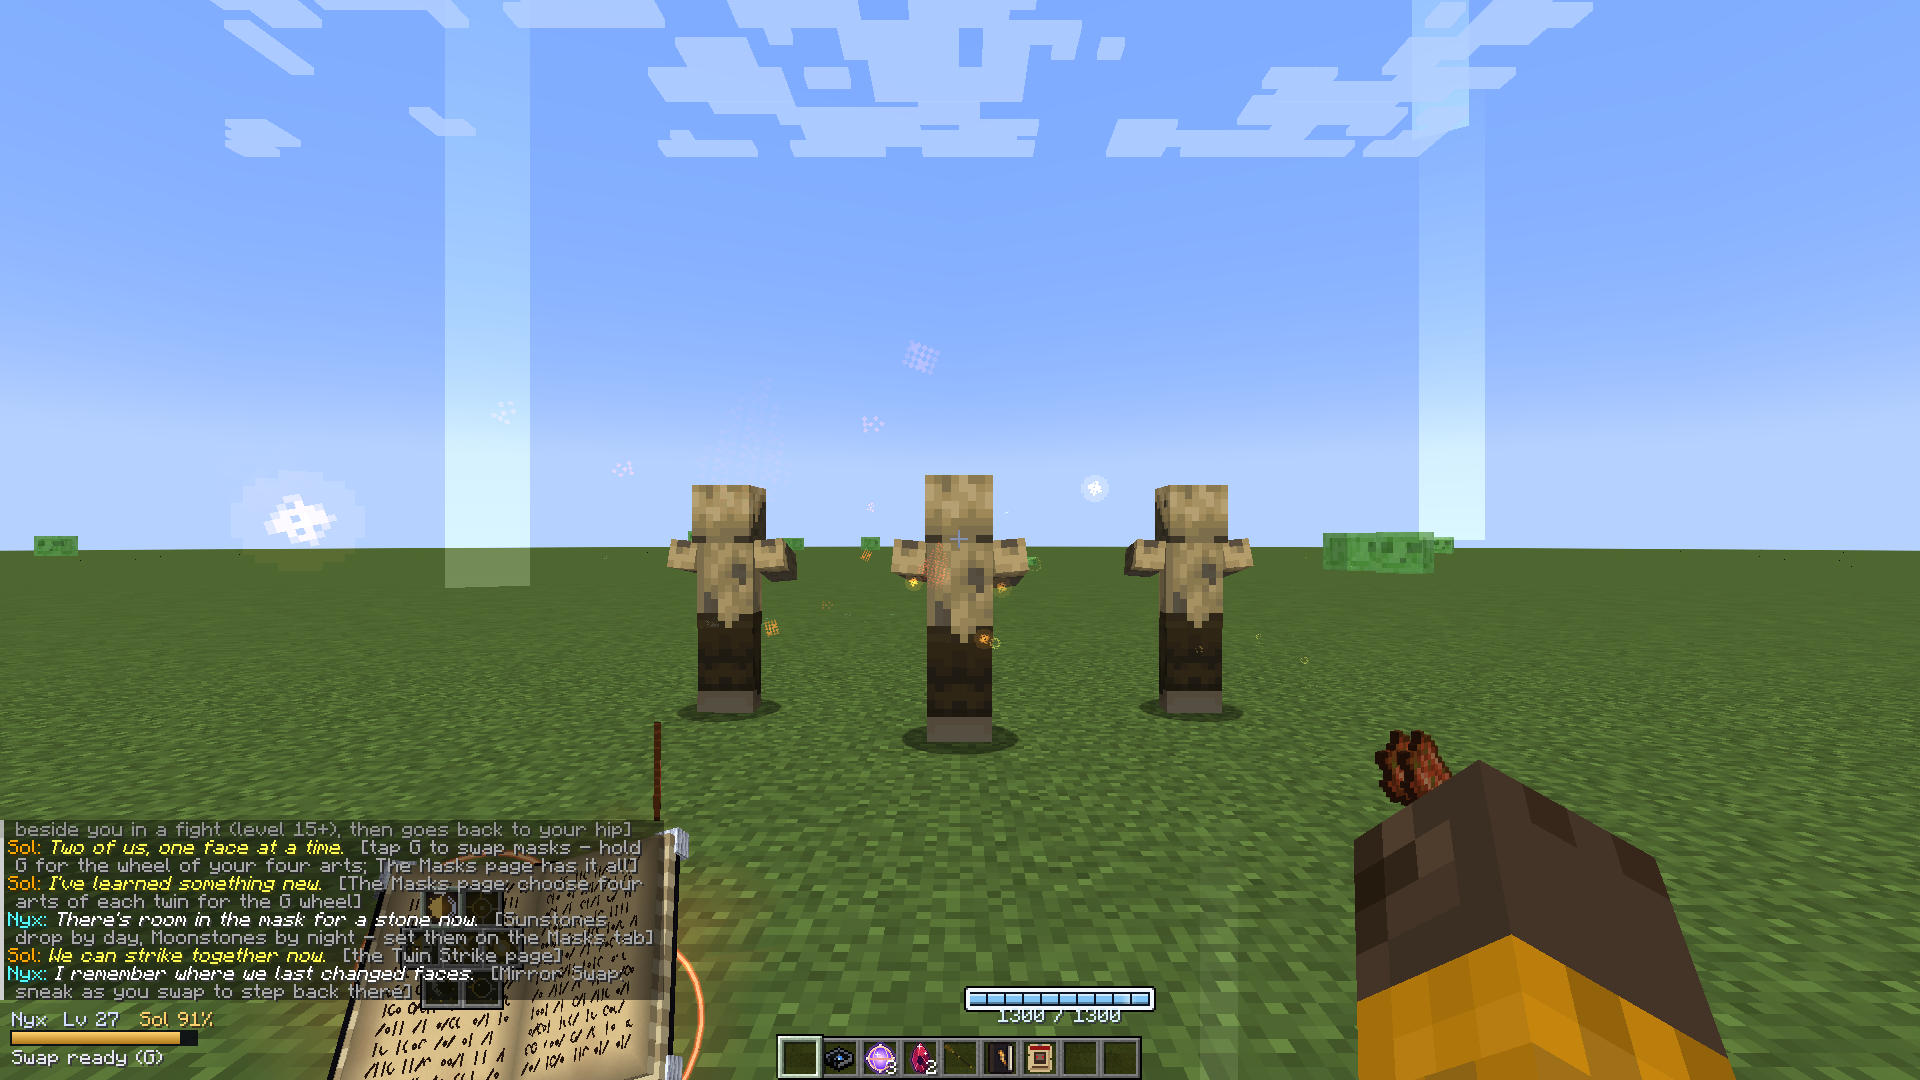 beside you in a fight (level 15+), then goes back to your hip]
Sol: Two of us, one face at a time. [tap G to swap masks – hold
G for the wheel of your four arts; The Masks page has it all]
Sol: I've learned something new. [The Masks page: choose four
arts of each twin for the G wheel]
Nyx: There's room in the mask for a stone now. [Sunstones
drop by day, Moonstones by night – set them on the Masks tab]
Sol: We can strike together now. [the Twin Strike page]
Nyx: I remember where we last changed faces. [Mirror Swap:
sneak as you swap to step back there]
Nyx Lv 27 Sol 91%
Swap ready (G)
1300 / 1300
3
2